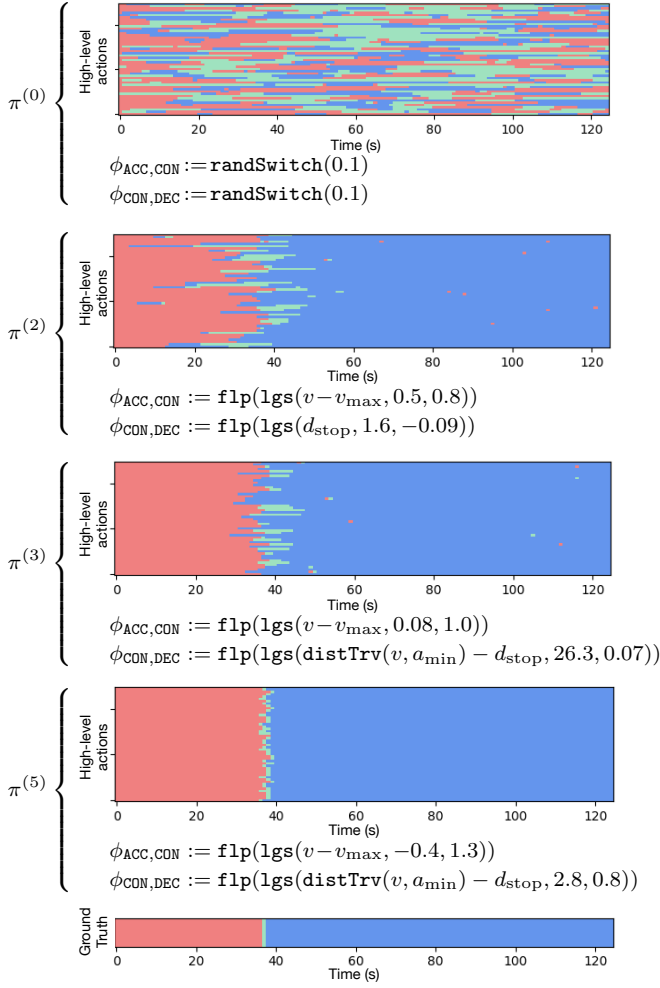 π(0)
High-level
actions
0 20 40 60 80 100 120
Time (s)
ϕACC,CON := randSwitch(0.1)
ϕCON,DEC := randSwitch(0.1)
π(2)
High-level
actions
0 20 40 60 80 100 120
Time (s)
ϕACC,CON := flp(lgs(v−vmax, 0.5, 0.8))
ϕCON,DEC := flp(lgs(dstop, 1.6, −0.09))
π(3)
High-level
actions
0 20 40 60 80 100 120
Time (s)
ϕACC,CON := flp(lgs(v−vmax, 0.08, 1.0))
ϕCON,DEC := flp(lgs(distTrv(v, amin) − dstop, 26.3, 0.07))
π(5)
High-level
actions
0 20 40 60 80 100 120
Time (s)
ϕACC,CON := flp(lgs(v−vmax, −0.4, 1.3))
ϕCON,DEC := flp(lgs(distTrv(v, amin) − dstop, 2.8, 0.8))
Ground
Truth
0 20 40 60 80 100 120
Time (s)